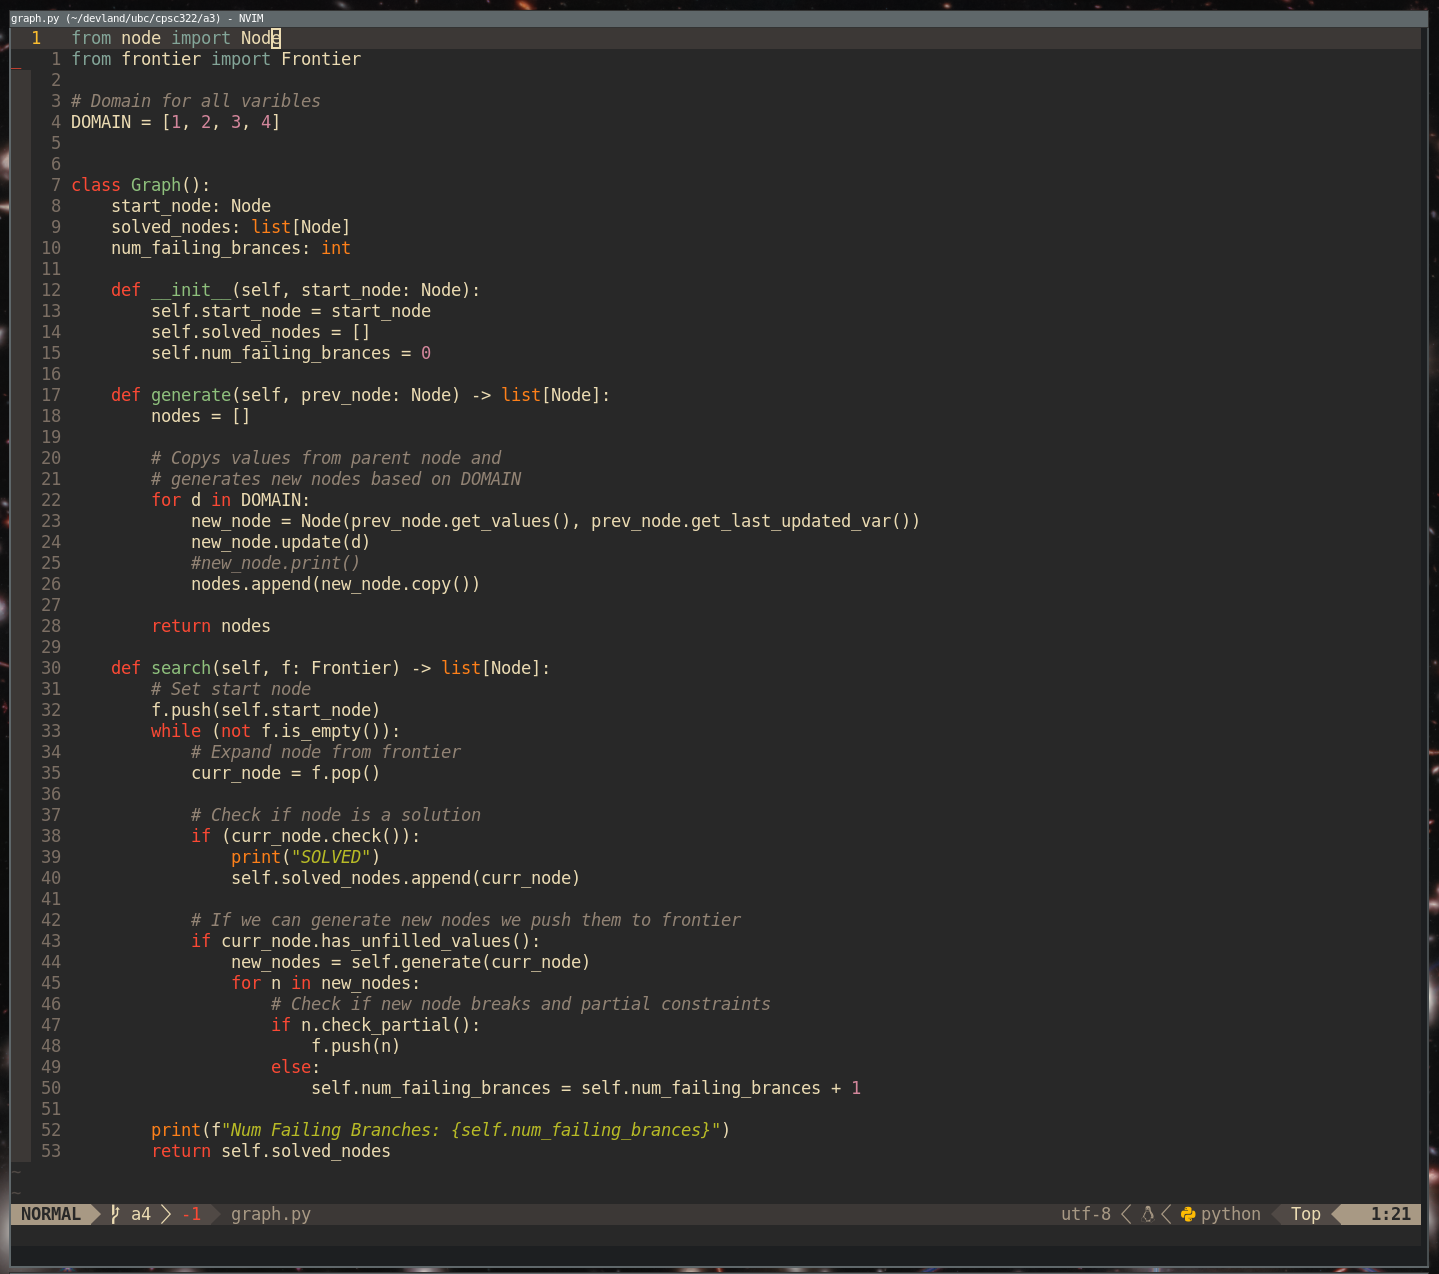 graph.py (~/devland/ubc/cpsc322/a3) - NVIM
1 from node import Node
_ 1 from frontier import Frontier
2
3 # Domain for all varibles
4 DOMAIN = [1, 2, 3, 4]
5
6
7 class Graph():
8     start_node: Node
9     solved_nodes: list[Node]
10     num_failing_brances: int
11
12     def __init__(self, start_node: Node):
13         self.start_node = start_node
14         self.solved_nodes = []
15         self.num_failing_brances = 0
16
17     def generate(self, prev_node: Node) -> list[Node]:
18         nodes = []
19
20         # Copys values from parent node and
21         # generates new nodes based on DOMAIN
22         for d in DOMAIN:
23             new_node = Node(prev_node.get_values(), prev_node.get_last_updated_var())
24             new_node.update(d)
25             #new_node.print()
26             nodes.append(new_node.copy())
27
28         return nodes
29
30     def search(self, f: Frontier) -> list[Node]:
31         # Set start node
32         f.push(self.start_node)
33         while (not f.is_empty()):
34             # Expand node from frontier
35             curr_node = f.pop()
36
37             # Check if node is a solution
38             if (curr_node.check()):
39                 print("SOLVED")
40                 self.solved_nodes.append(curr_node)
41
42             # If we can generate new nodes we push them to frontier
43             if curr_node.has_unfilled_values():
44                 new_nodes = self.generate(curr_node)
45                 for n in new_nodes:
46                     # Check if new node breaks and partial constraints
47                     if n.check_partial():
48                         f.push(n)
49                     else:
50                         self.num_failing_brances = self.num_failing_brances + 1
51
52         print(f"Num Failing Branches: {self.num_failing_brances}")
53         return self.solved_nodes
~
~
NORMAL a4 -1 graph.py utf-8 python Top 1:21